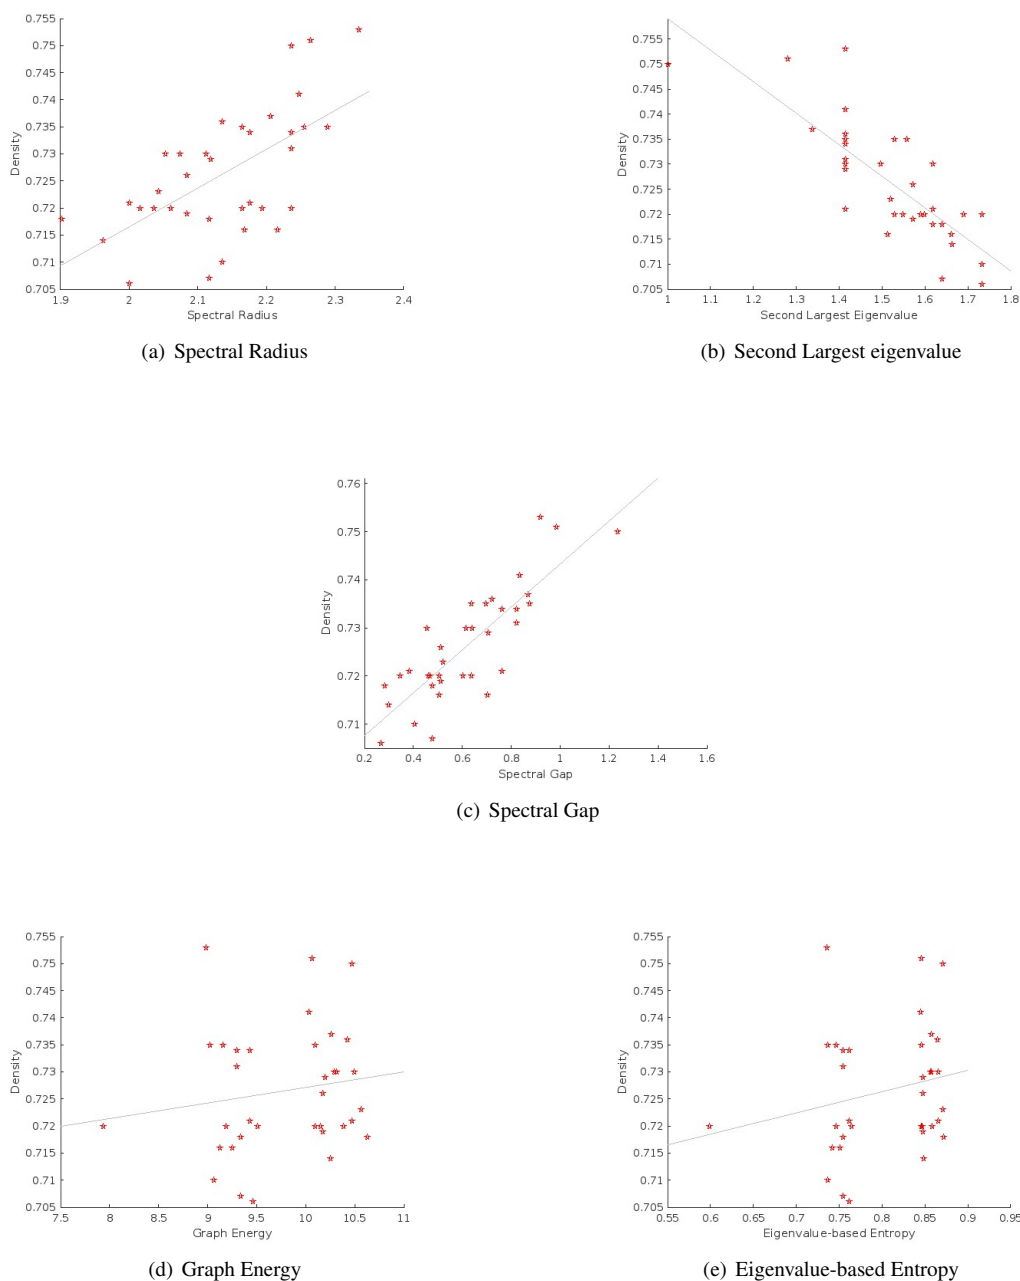 0.755
0.75
0.745
0.74
0.735
0.73
0.725
0.72
0.715
0.71
0.705
Density
1.9 2 2.1 2.2 2.3 2.4
Spectral Radius
(a) Spectral Radius
0.755
0.75
0.745
0.74
0.735
0.73
0.725
0.72
0.715
0.71
0.705
Density
1 1.1 1.2 1.3 1.4 1.5 1.6 1.7 1.8
Second Largest Eigenvalue
(b) Second Largest eigenvalue
0.76
0.75
0.74
0.73
0.72
0.71
Density
0.2 0.4 0.6 0.8 1 1.2 1.4 1.6
Spectral Gap
(c) Spectral Gap
0.755
0.75
0.745
0.74
0.735
0.73
0.725
0.72
0.715
0.71
0.705
Density
7.5 8 8.5 9 9.5 10 10.5 11
Graph Energy
(d) Graph Energy
0.755
0.75
0.745
0.74
0.735
0.73
0.725
0.72
0.715
0.71
0.705
Density
0.55 0.6 0.65 0.7 0.75 0.8 0.85 0.9 0.95
Eigenvalue-based Entropy
(e) Eigenvalue-based Entropy